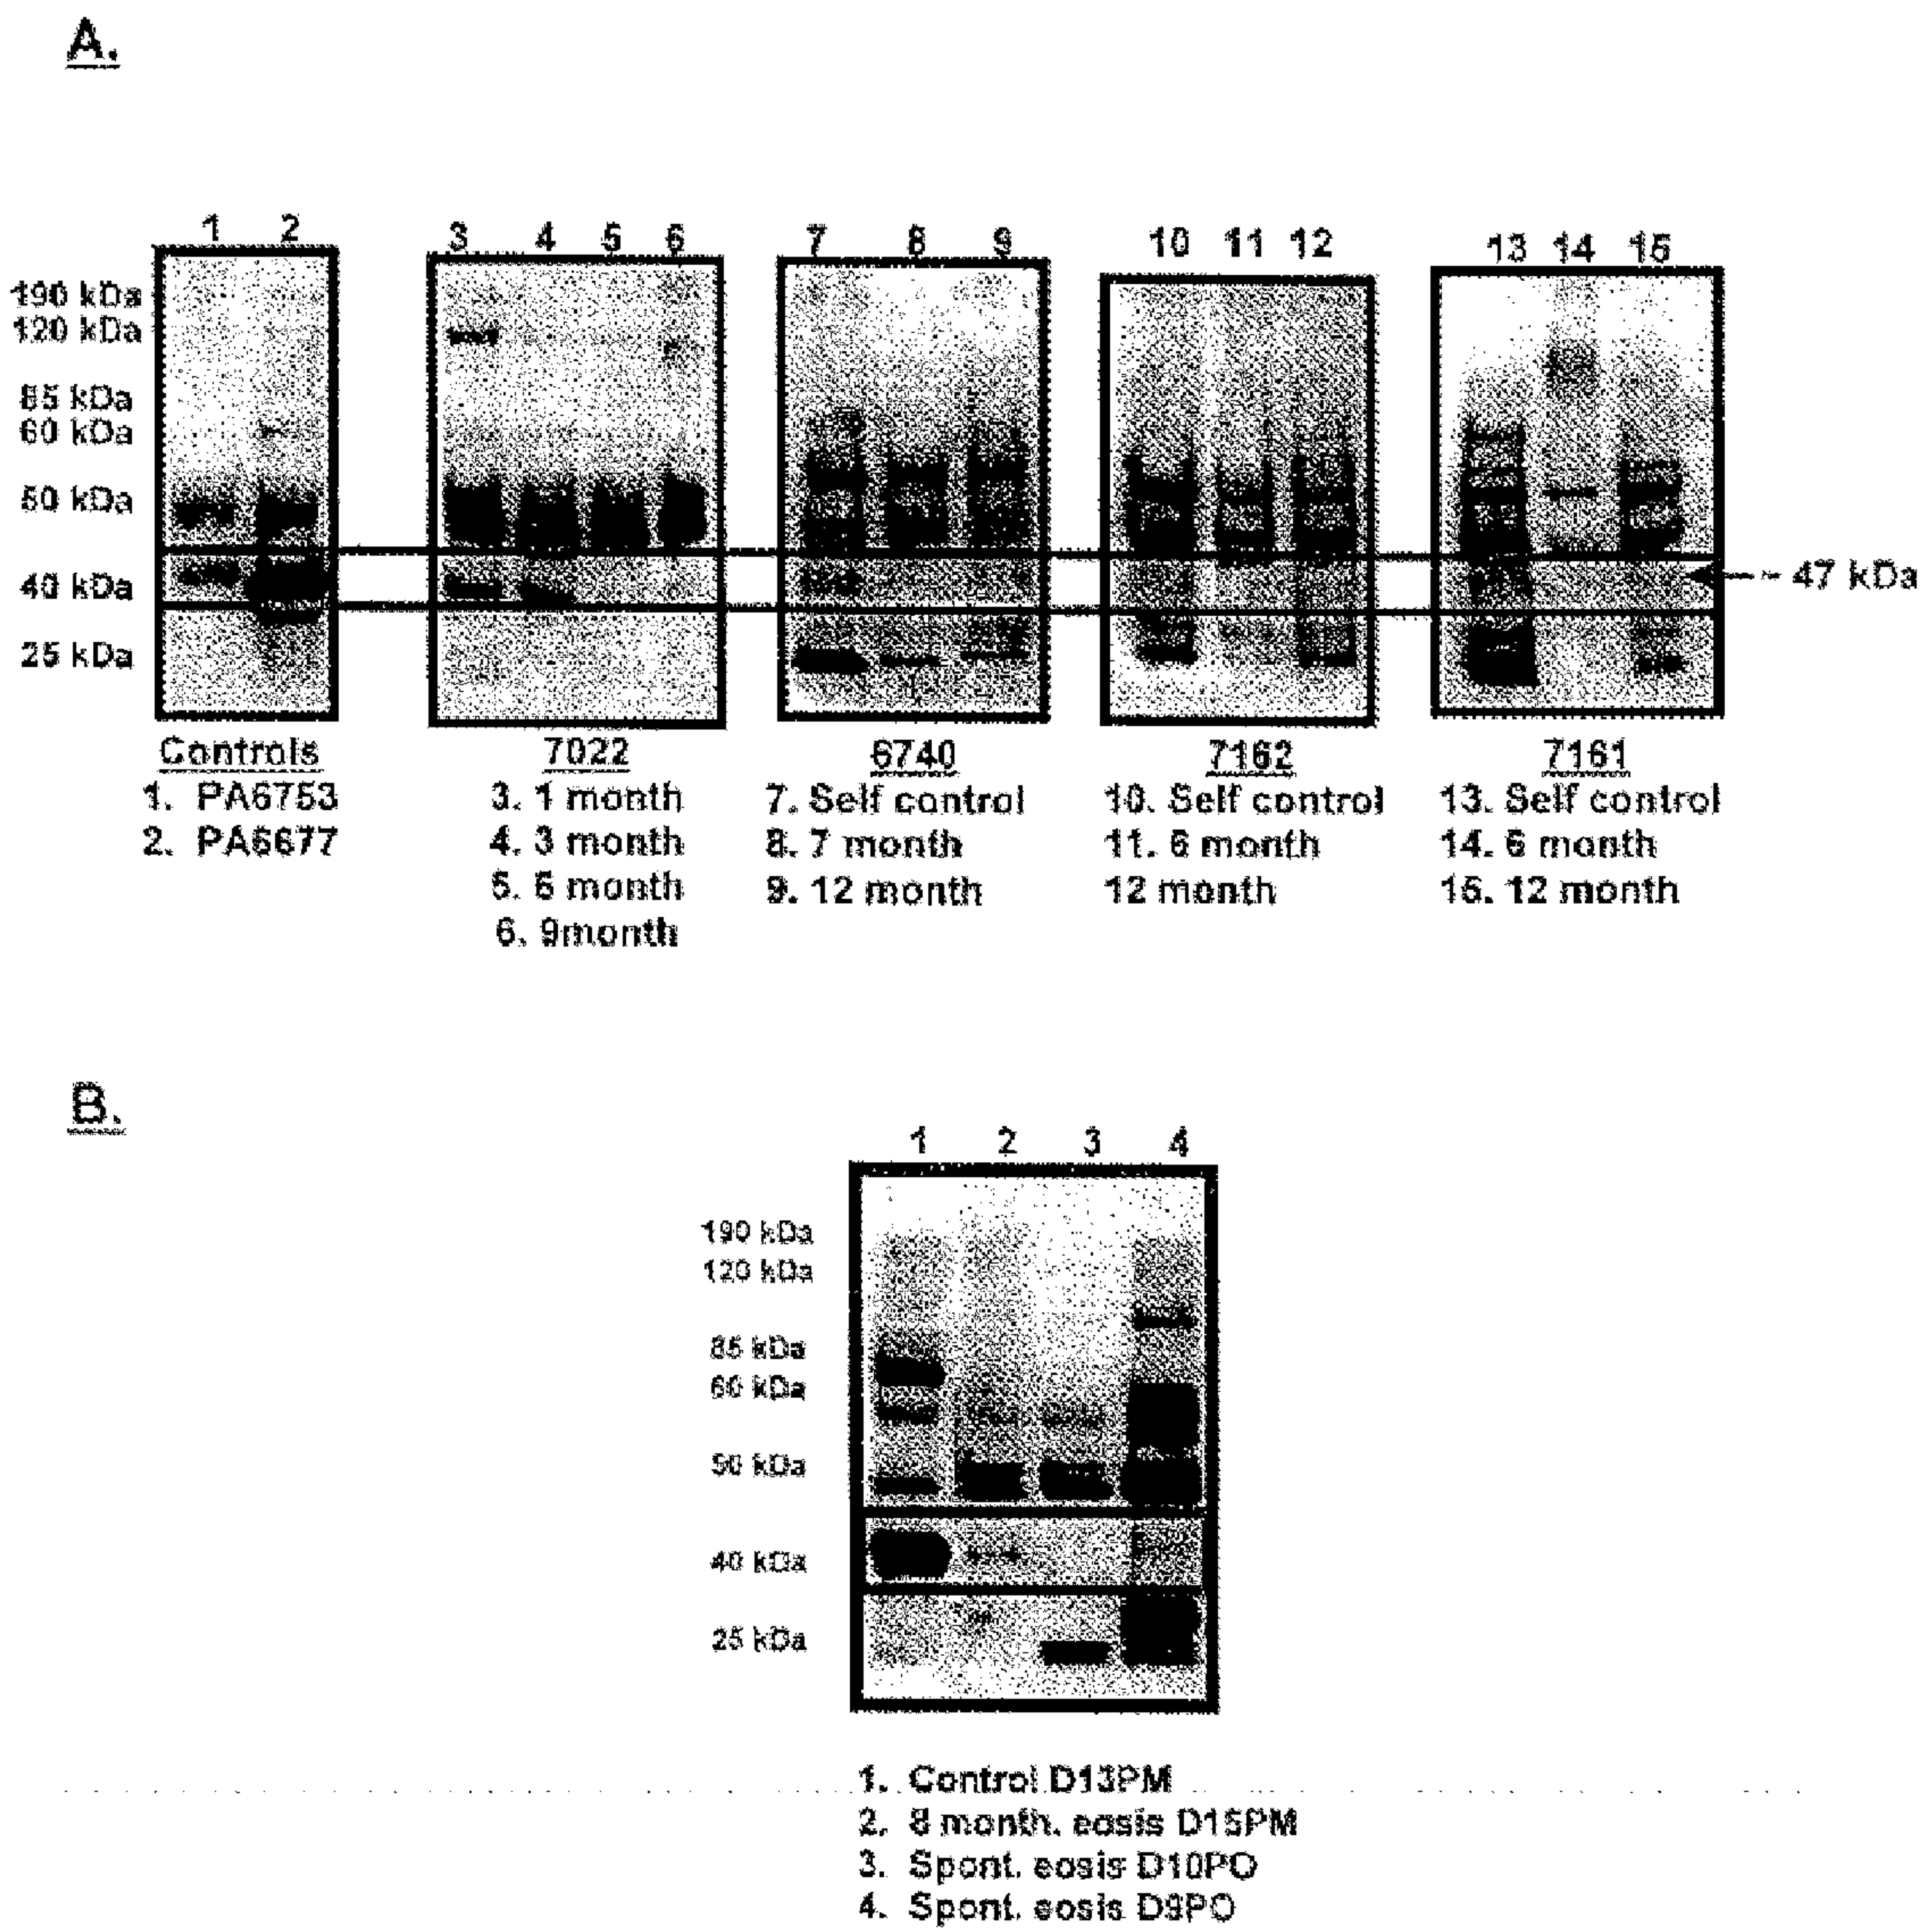 A.
1 2 3 4 5 6 7 8 9 10 11 12 13 14 15
190 kDa
120 kDa
85 kDa
60 kDa
50 kDa
40 kDa
25 kDa
47 kDa
Controls
1. PA6753
2. PA6677
7022
3. 1 month
4. 3 month
5. 6 month
6. 9month
6740
7. Self control
8. 7 month
9. 12 month
7162
10. Self control
11. 6 month
12 month
7161
13. Self control
14. 6 month
15. 12 month
B.
1 2 3 4
190 kDa
120 kDa
85 kDa
60 kDa
50 kDa
40 kDa
25 kDa
1. Control D13PM
2. 8 month. eosis D15PM
3. Spont. eosis D10PO
4. Spont. eosis D9PO